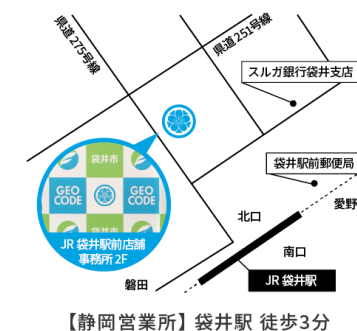 県道 275号線
県道 251号線
スルガ銀行袋井支店
袋井市
GEO
CODE
GEO
CODE
JR 袋井駅前店舗
事務所 2F
袋井駅前郵便局
愛野
北口
南口
磐田
JR 袋井駅
【静岡営業所】袋井駅 徒歩3分